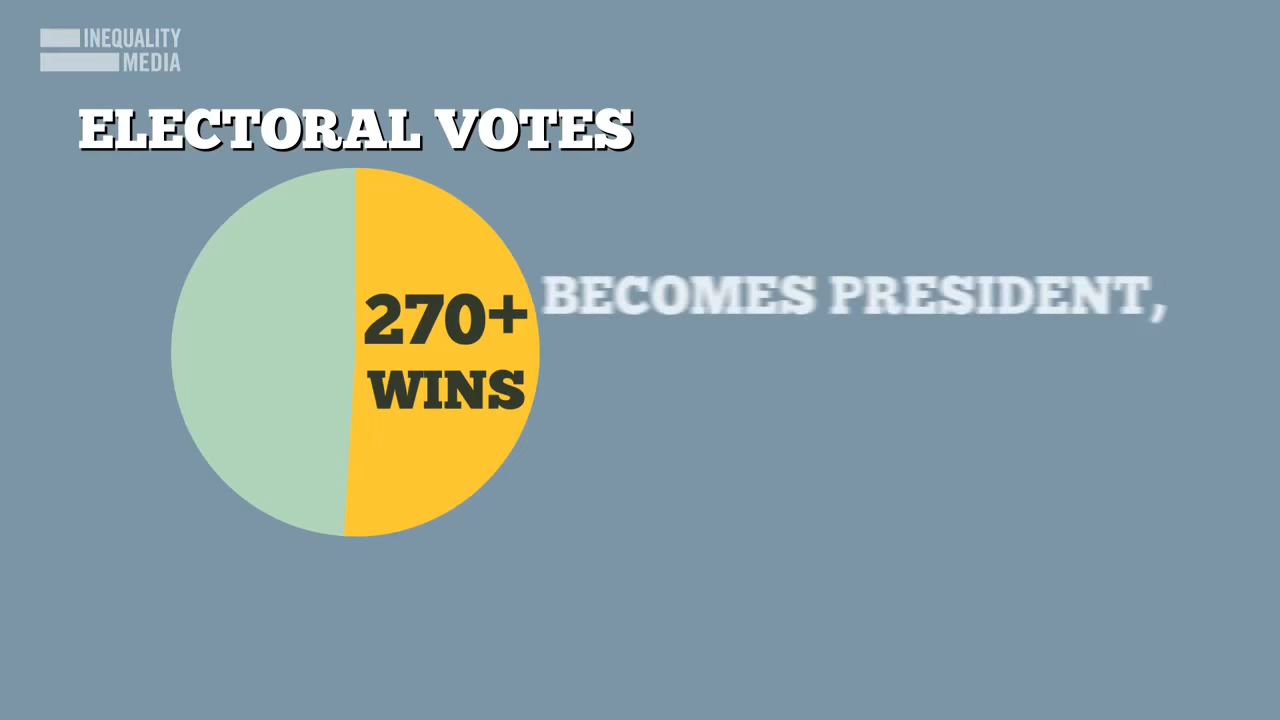 INEQUALITY
MEDIA
ELECTORAL VOTES
270+
WINS
BECOMES PRESIDENT,